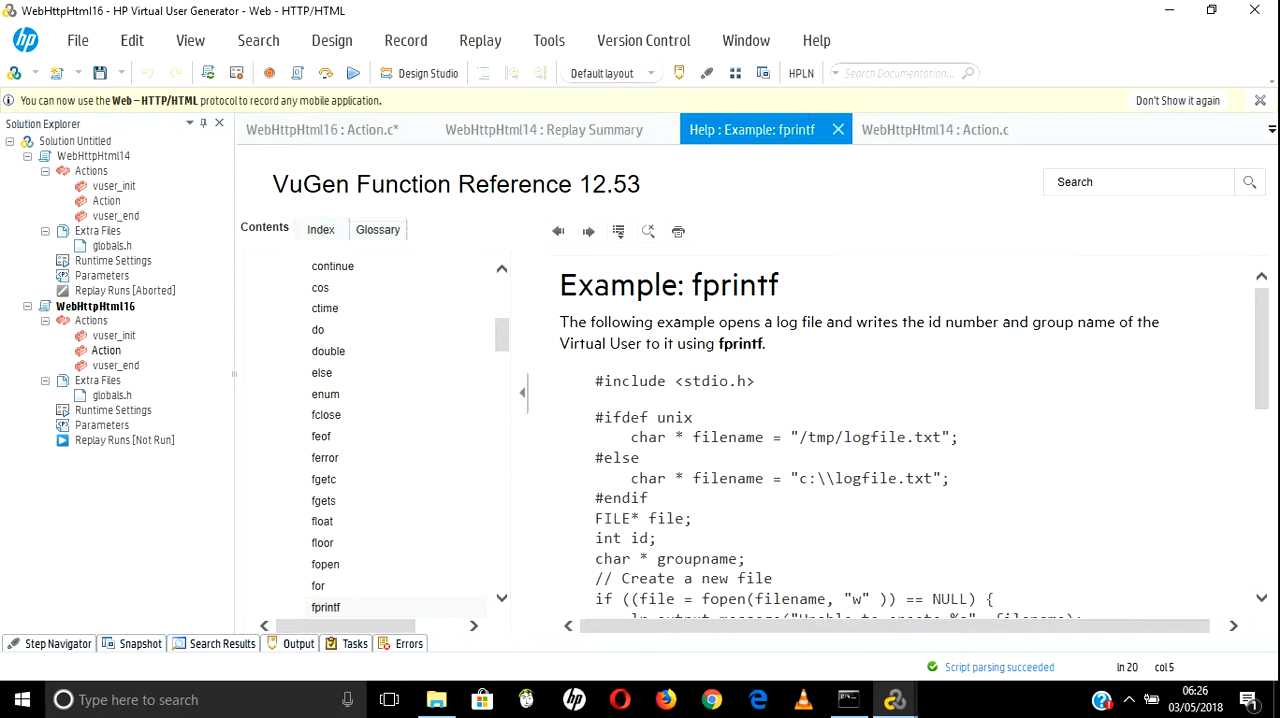 WebHttpHtml16 - HP Virtual User Generator - Web - HTTP/HTML
hp File Edit View Search Design Record Replay Tools Version Control Window Help
Design Studio Default layout HPLN Search Documentation...
You can now use the Web – HTTP/HTML protocol to record any mobile application. Don't Show it again
Solution Explorer
Solution Untitled
WebHttpHtml14
Actions
vuser_init
Action
vuser_end
Extra Files
globals.h
Runtime Settings
Parameters
Replay Runs [Aborted]
WebHttpHtml16
Actions
vuser_init
Action
vuser_end
Extra Files
globals.h
Runtime Settings
Parameters
Replay Runs [Not Run]
WebHttpHtml16 : Action.c* WebHttpHtml14 : Replay Summary Help : Example: fprintf WebHttpHtml14 : Action.c
VuGen Function Reference 12.53
Search
Contents Index Glossary
continue
cos
ctime
do
double
else
enum
fclose
feof
ferror
fgetc
fgets
float
floor
fopen
for
fprintf
Example: fprintf
The following example opens a log file and writes the id number and group name of the
Virtual User to it using fprintf.
#include <stdio.h>
#ifdef unix
char * filename = "/tmp/logfile.txt";
#else
char * filename = "c:\\logfile.txt";
#endif
FILE* file;
int id;
char * groupname;
// Create a new file
if ((file = fopen(filename, "w" )) == NULL) {
Step Navigator Snapshot Search Results Output Tasks Errors
Script parsing succeeded ln 20 col 5
Type here to search
hp
06:26
03/05/2018
1